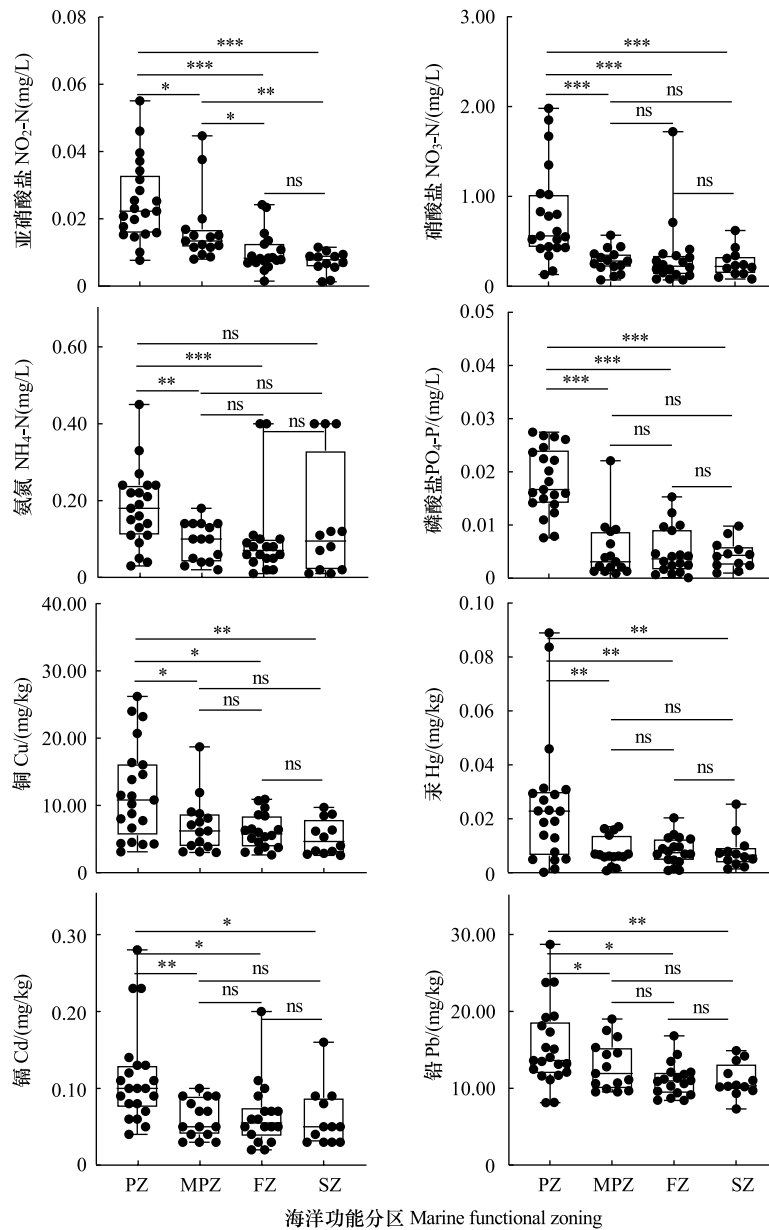 亚硝酸盐 NO₂-N(mg/L)
0.08
0.06
0.04
0.02
0
***
***
*
**
*
ns
硝酸盐 NO₃-N/(mg/L)
3.00
2.00
1.00
0
***
***
***
ns
ns
ns
氨氮 NH₄-N(mg/L)
0.60
0.40
0.20
0
ns
***
**
ns
ns
ns
磷酸盐PO₄-P/(mg/L)
0.05
0.04
0.03
0.02
0.01
0
***
***
***
ns
ns
ns
铜 Cu/(mg/kg)
40.00
30.00
20.00
10.00
0
**
*
*
ns
ns
ns
汞 Hg/(mg/kg)
0.10
0.08
0.06
0.04
0.02
0
**
**
**
ns
ns
ns
镉 Cd/(mg/kg)
0.30
0.20
0.10
0
*
*
**
ns
ns
ns
PZ MPZ FZ SZ
铅 Pb/(mg/kg)
30.00
20.00
10.00
0
**
*
*
ns
ns
ns
PZ MPZ FZ SZ
海洋功能分区 Marine functional zoning